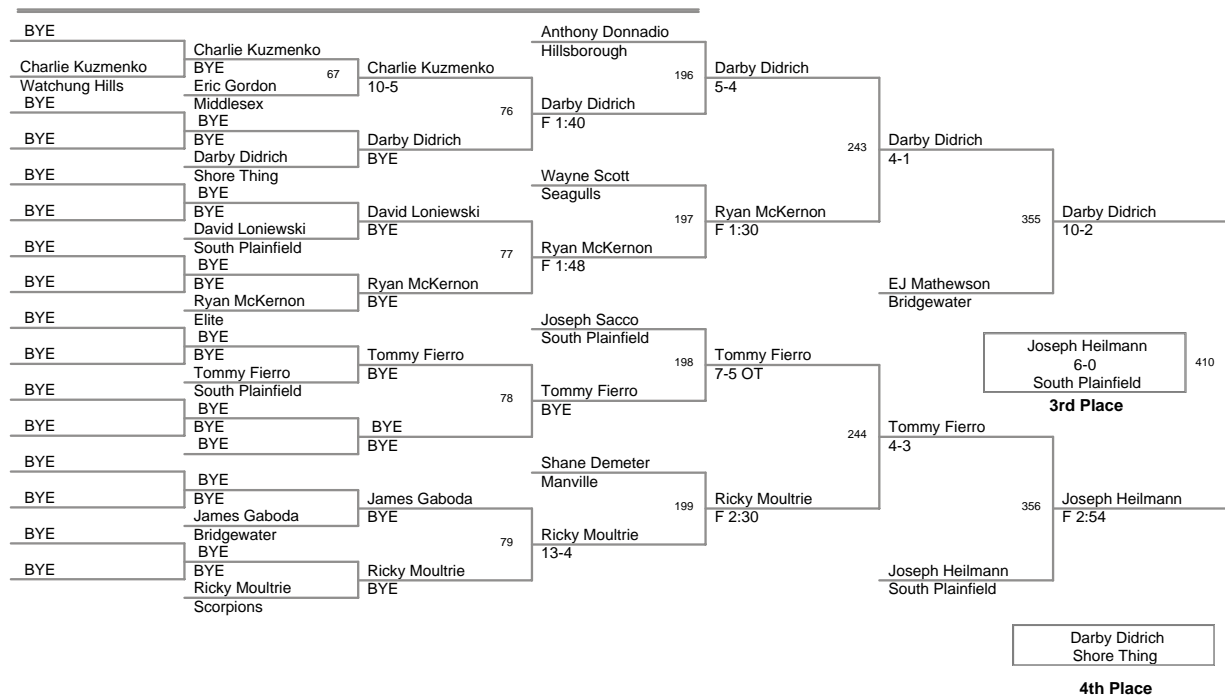 BYE
Charlie Kuzmenko
Watchung Hills
BYE
BYE
BYE
BYE
BYE
BYE
BYE
BYE
BYE
BYE
BYE
BYE
BYE
BYE
Charlie Kuzmenko
BYE
Eric Gordon
Middlesex
BYE
BYE
Darby Didrich
Shore Thing
BYE
BYE
David Loniewski
South Plainfield
BYE
BYE
Ryan McKernon
Elite
BYE
BYE
Tommy Fierro
South Plainfield
BYE
BYE
BYE
BYE
BYE
James Gaboda
Bridgewater
BYE
BYE
Ricky Moultrie
Scorpions
67
Charlie Kuzmenko
10-5
Darby Didrich
BYE
David Loniewski
BYE
Ryan McKernon
BYE
Tommy Fierro
BYE
BYE
BYE
James Gaboda
BYE
Ricky Moultrie
BYE
76
77
78
79
Anthony Donnadio
Hillsborough
Darby Didrich
F 1:40
Wayne Scott
Seagulls
Ryan McKernon
F 1:48
Joseph Sacco
South Plainfield
Tommy Fierro
BYE
Shane Demeter
Manville
Ricky Moultrie
13-4
196
197
198
199
Darby Didrich
5-4
Ryan McKernon
F 1:30
Tommy Fierro
7-5 OT
Ricky Moultrie
F 2:30
243
244
Darby Didrich
4-1
EJ Mathewson
Bridgewater
Tommy Fierro
4-3
Joseph Heilmann
South Plainfield
355
356
Darby Didrich
10-2
Joseph Heilmann
F 2:54
Joseph Heilmann
6-0
South Plainfield
410
3rd Place
Darby Didrich
Shore Thing
4th Place